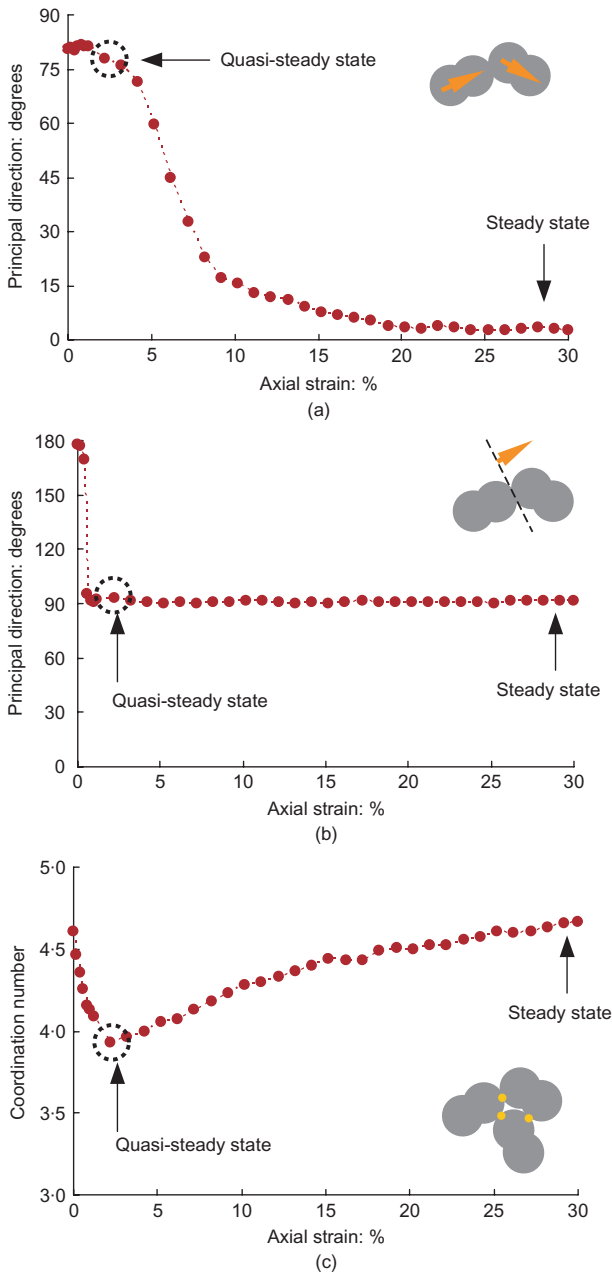 90
75
60
45
30
15
0
Principal direction: degrees
Quasi-steady state
Steady state
0
5
10
15
20
25
30
Axial strain: %
(a)
180
150
120
90
60
30
0
Principal direction: degrees
Quasi-steady state
Steady state
0
5
10
15
20
25
30
Axial strain: %
(b)
5·0
4·5
4·0
3·5
3·0
Coordination number
Steady state
Quasi-steady state
0
5
10
15
20
25
30
Axial strain: %
(c)